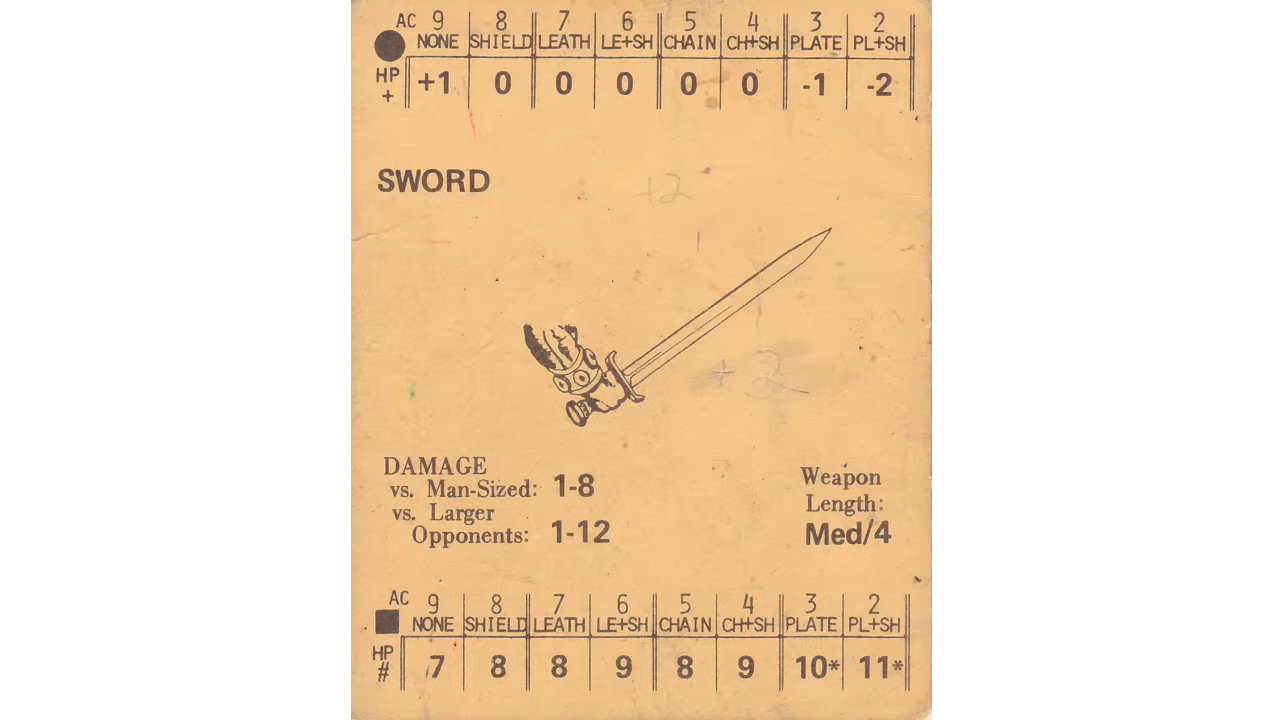 AC 9 8 7 6 5 4 3 2
NONE SHIELD LEATH LE+SH CHAIN CH+SH PLATE PL+SH
HP + +1 0 0 0 0 0 -1 -2
SWORD
+2
+2
DAMAGE
vs. Man-Sized: 1-8
vs. Larger
Opponents: 1-12
Weapon
Length:
Med/4
AC 9 8 7 6 5 4 3 2
NONE SHIELD LEATH LE+SH CHAIN CH+SH PLATE PL+SH
HP # 7 8 8 9 8 9 10* 11*